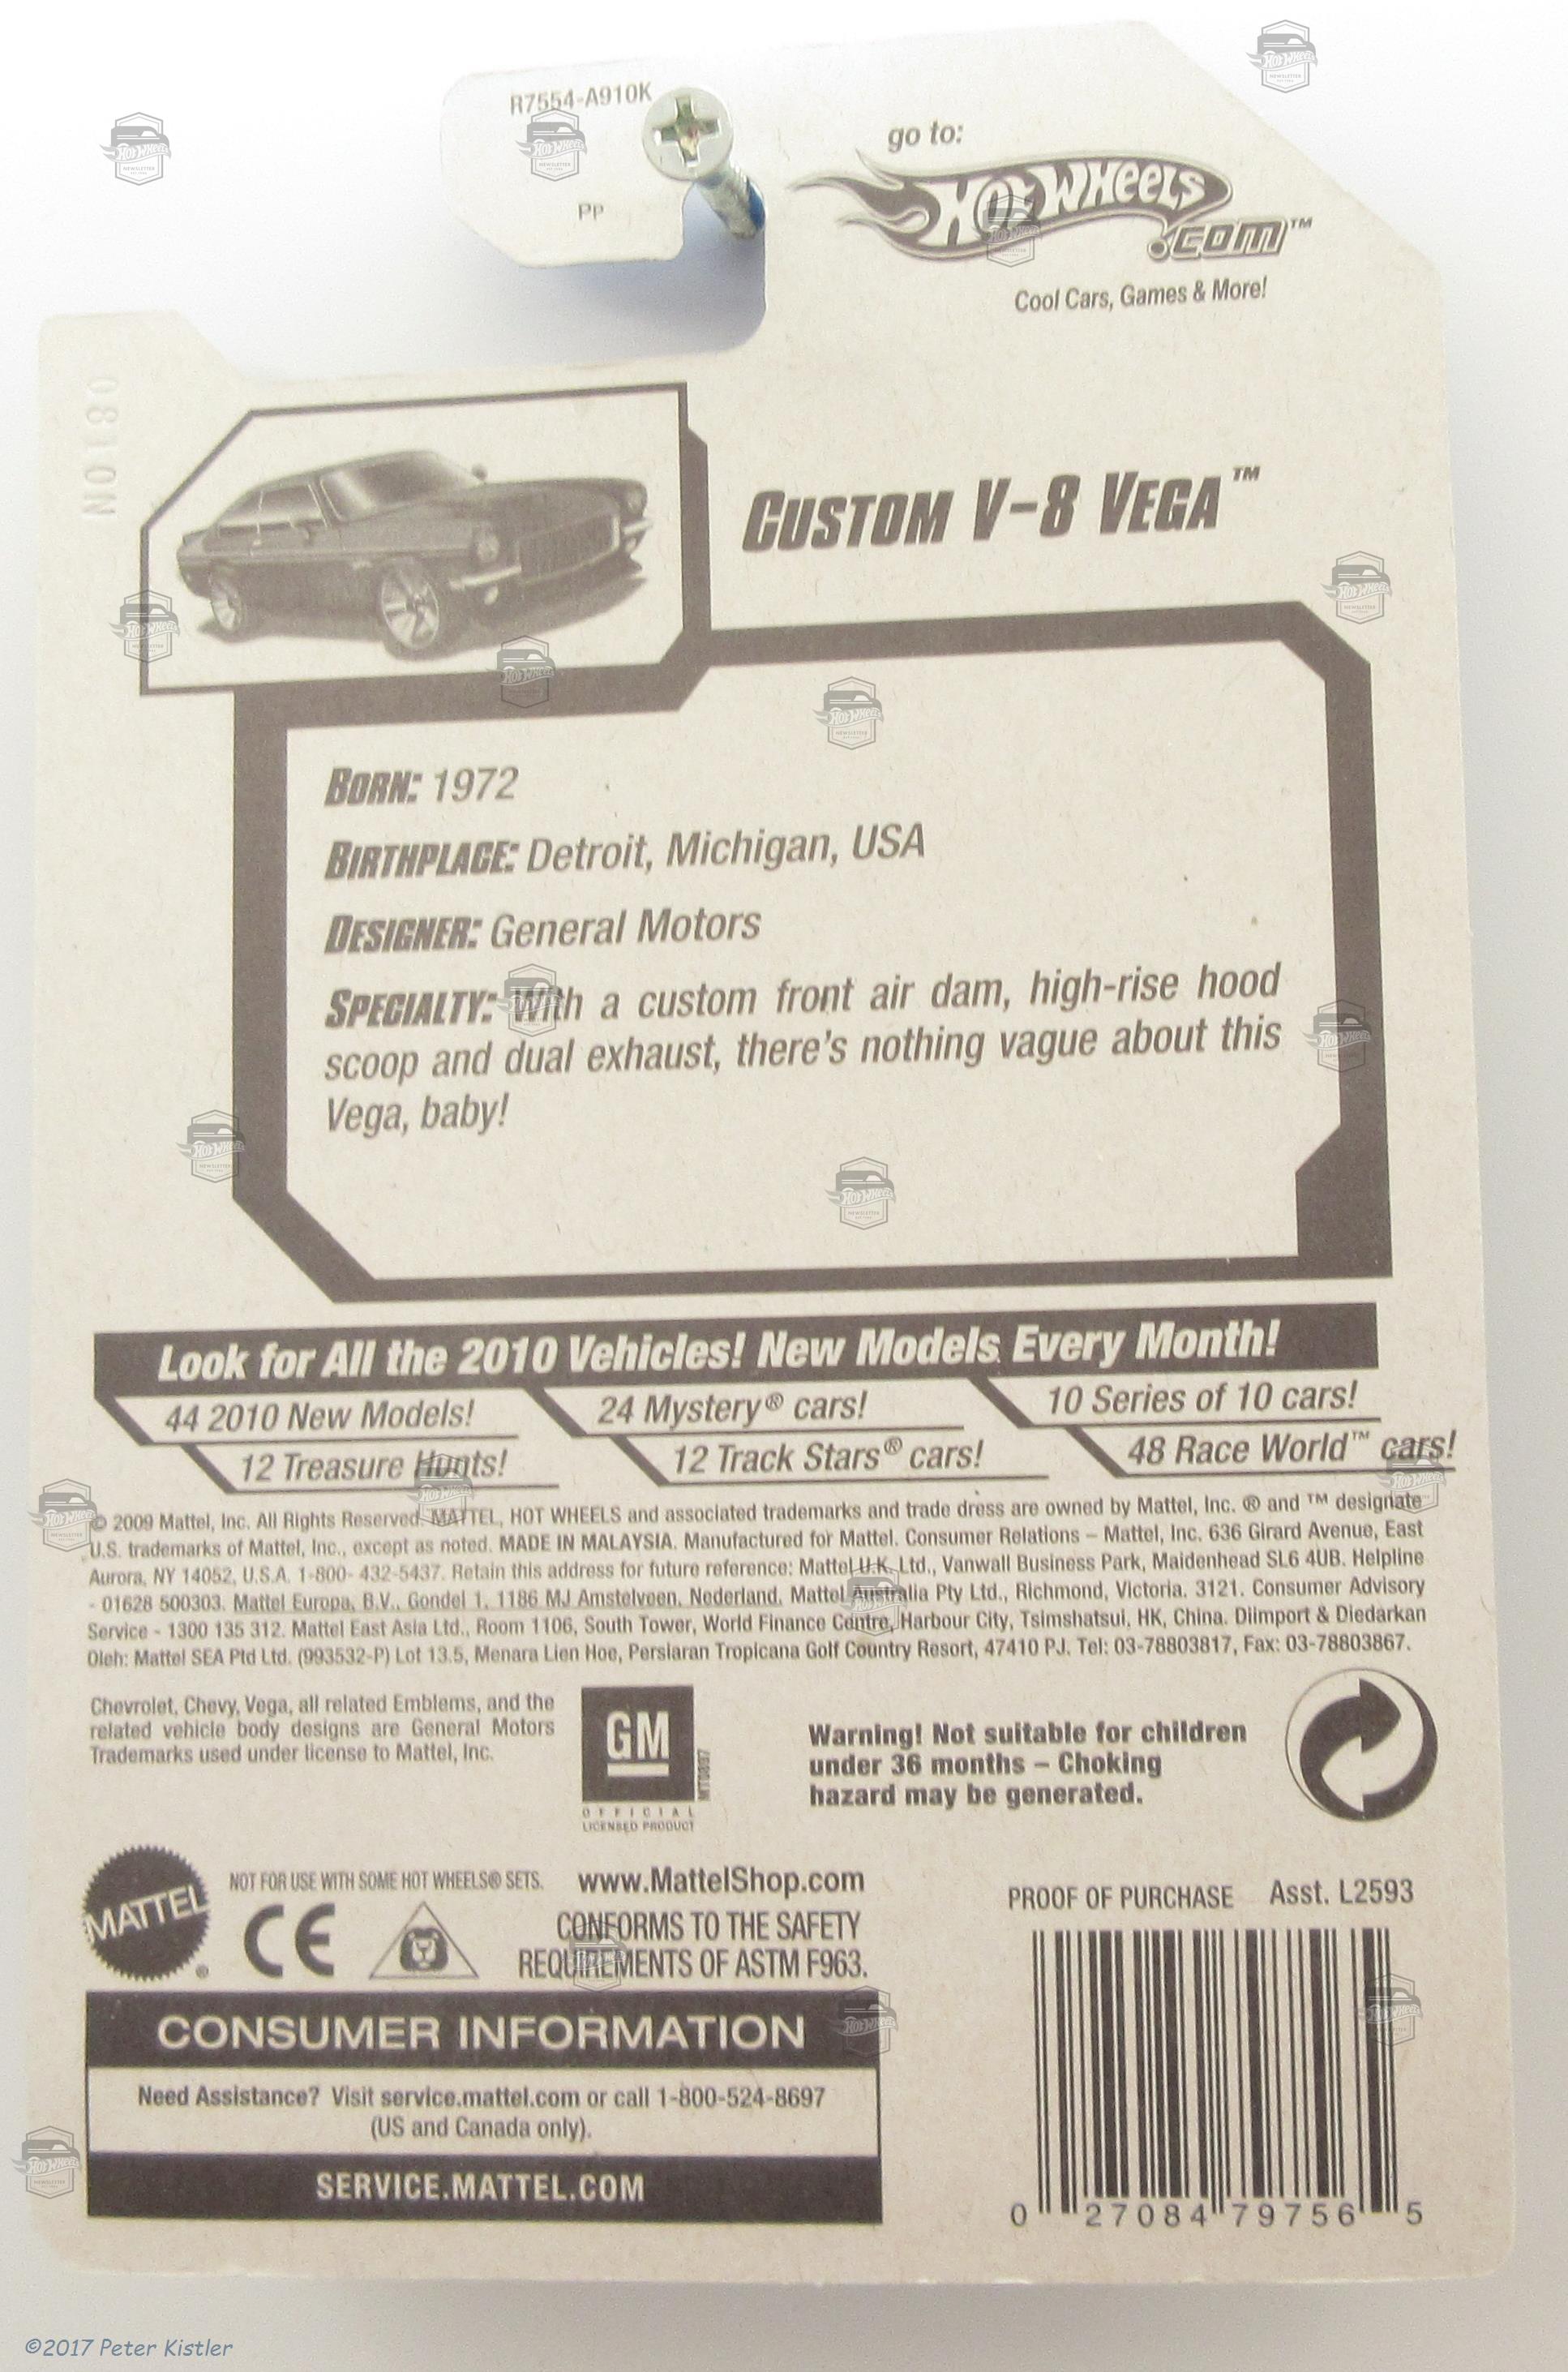 R7554-A910K
Pp
go to:
Hot Wheels
.com™
Cool Cars, Games & More!
Custom V-8 Vega™
Born: 1972
Birthplace: Detroit, Michigan, USA
Designer: General Motors
Specialty: With a custom front air dam, high-rise hood
scoop and dual exhaust, there's nothing vague about this
Vega, baby!
Look for All the 2010 Vehicles! New Models Every Month!
44 2010 New Models!
24 Mystery® cars!
10 Series of 10 cars!
12 Treasure Hunts!
12 Track Stars® cars!
48 Race World™ cars!
© 2009 Mattel, Inc. All Rights Reserved. MATTEL, HOT WHEELS and associated trademarks and trade dress are owned by Mattel, Inc. ® and ™ designate
U.S. trademarks of Mattel, Inc., except as noted. MADE IN MALAYSIA. Manufactured for Mattel. Consumer Relations – Mattel, Inc. 636 Girard Avenue, East
Aurora, NY 14052, U.S.A. 1-800- 432-5437. Retain this address for future reference: Mattel U.K. Ltd., Vanwall Business Park, Maidenhead SL6 4UB. Helpline
- 01628 500303. Mattel Europa, B.V., Gondel 1, 1186 MJ Amstelveen, Nederland. Mattel Australia Pty Ltd., Richmond, Victoria. 3121. Consumer Advisory
Service - 1300 135 312. Mattel East Asia Ltd., Room 1106, South Tower, World Finance Centre, Harbour City, Tsimshatsui, HK, China. Diimport & Diedarkan
Oleh: Mattel SEA Ptd Ltd. (993532-P) Lot 13.5, Menara Lien Hoe, Persiaran Tropicana Golf Country Resort, 47410 PJ. Tel: 03-78803817, Fax: 03-78803867.
Chevrolet, Chevy, Vega, all related Emblems, and the
related vehicle body designs are General Motors
Trademarks used under license to Mattel, Inc.
GM
OFFICIAL
LICENSED PRODUCT
Warning! Not suitable for children
under 36 months – Choking
hazard may be generated.
MATTEL
NOT FOR USE WITH SOME HOT WHEELS® SETS.
CE
www.MattelShop.com
CONFORMS TO THE SAFETY
REQUIREMENTS OF ASTM F963.
PROOF OF PURCHASE Asst. L2593
CONSUMER INFORMATION
Need Assistance? Visit service.mattel.com or call 1-800-524-8697
(US and Canada only).
SERVICE.MATTEL.COM
0 27084 79756 5
©2017 Peter Kistler